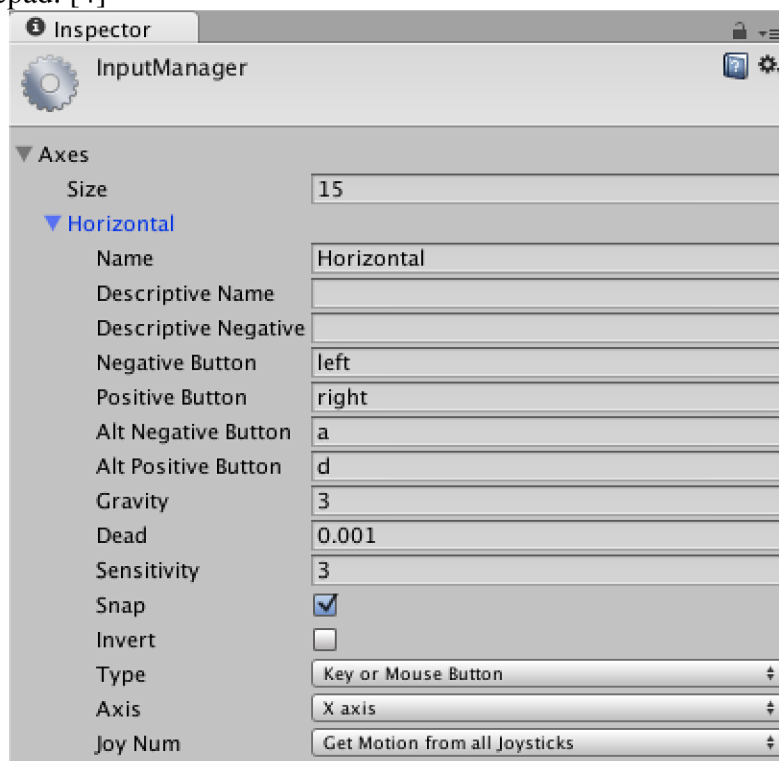 Inspector
InputManager
Axes
Size 15
Horizontal
Name Horizontal
Descriptive Name
Descriptive Negative
Negative Button left
Positive Button right
Alt Negative Button a
Alt Positive Button d
Gravity 3
Dead 0.001
Sensitivity 3
Snap
Invert
Type Key or Mouse Button
Axis X axis
Joy Num Get Motion from all Joysticks